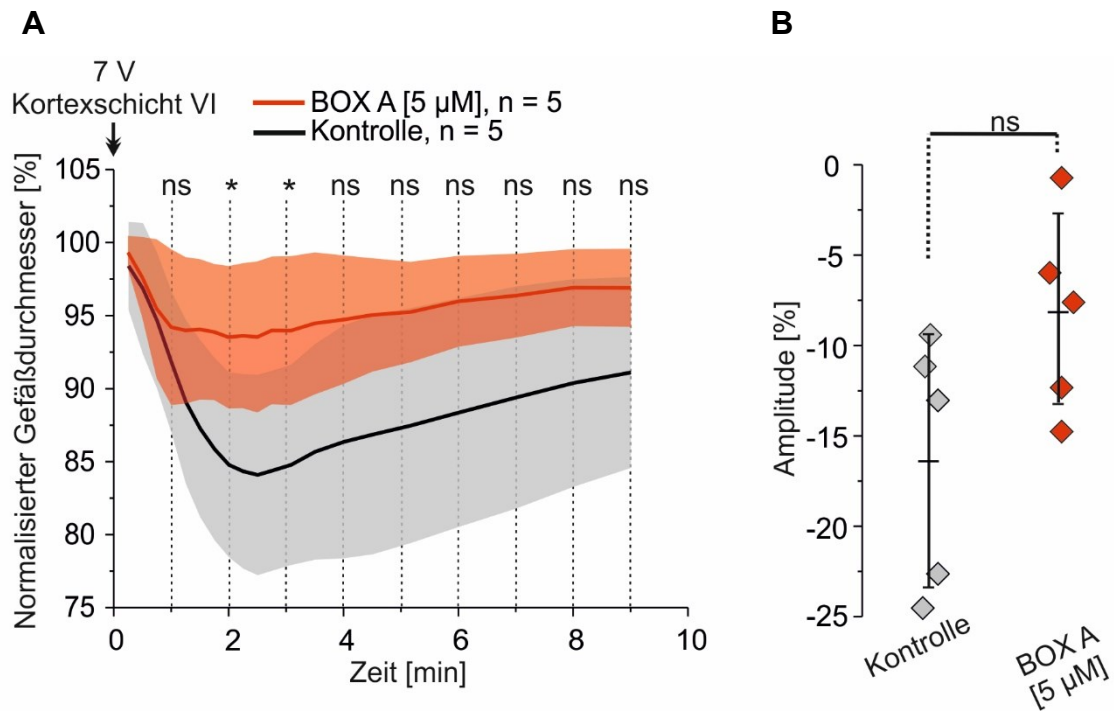 A
7 V
Kortexschicht VI
BOX A [5 µM], n = 5
Kontrolle, n = 5
Normalisierter Gefäßdurchmesser [%]
105
100
95
90
85
80
75
ns * * ns ns ns ns ns ns
0 2 4 6 8 10
Zeit [min]
B
ns
Amplitude [%]
0
-5
-10
-15
-20
-25
Kontrolle
BOX A
[5 µM]